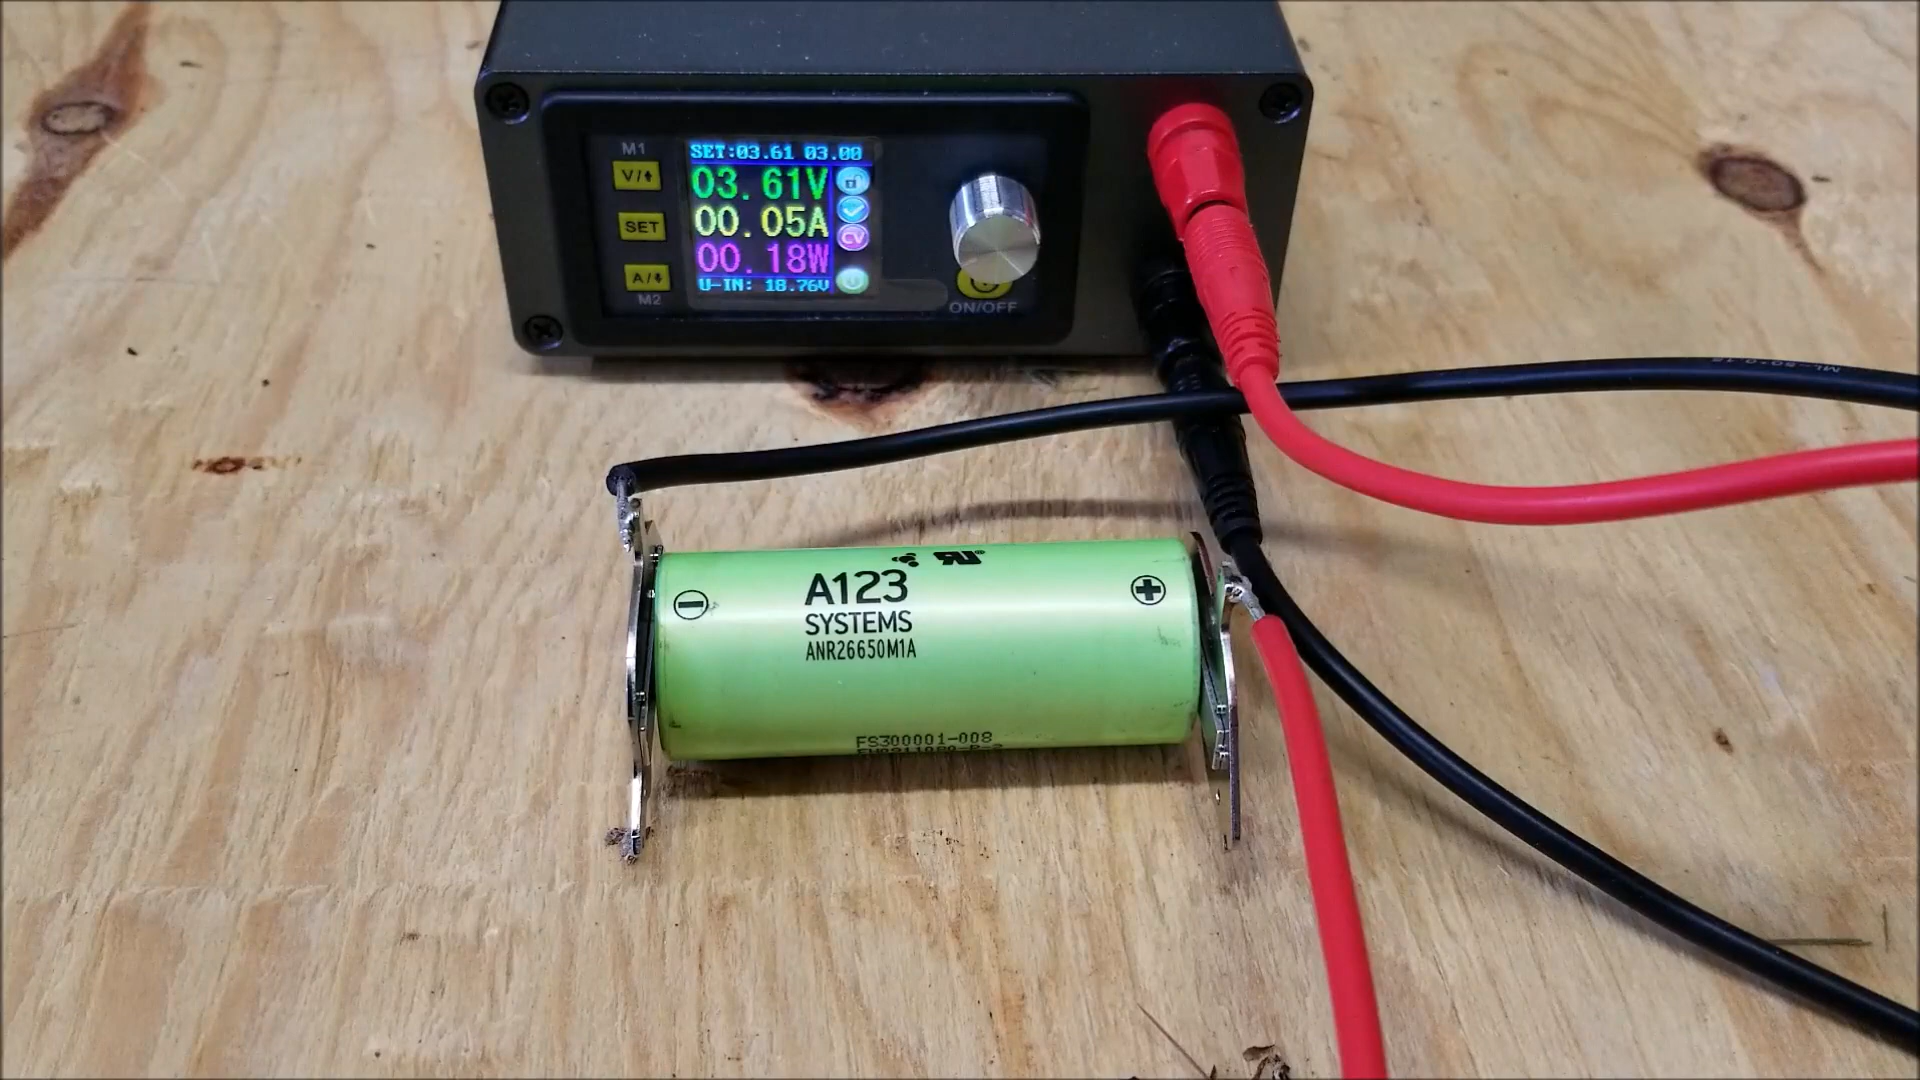 M1
V/⬆
SET
A/⬇
M2
SET:03.61 03.00
03.61V
00.05A
00.18W
U-IN: 18.76V
CV
ON/OFF
A123
SYSTEMS
ANR26650M1A
FS300001-008